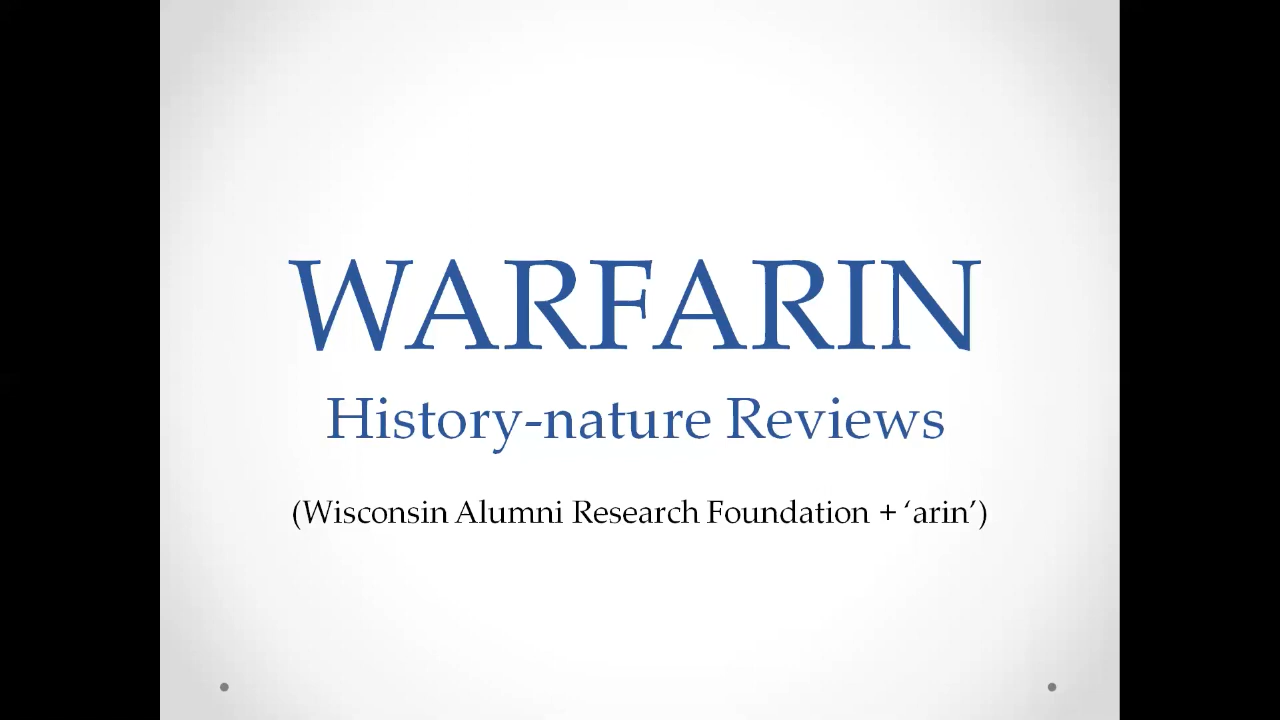 WARFARIN
History-nature Reviews
(Wisconsin Alumni Research Foundation + ‘arin’)